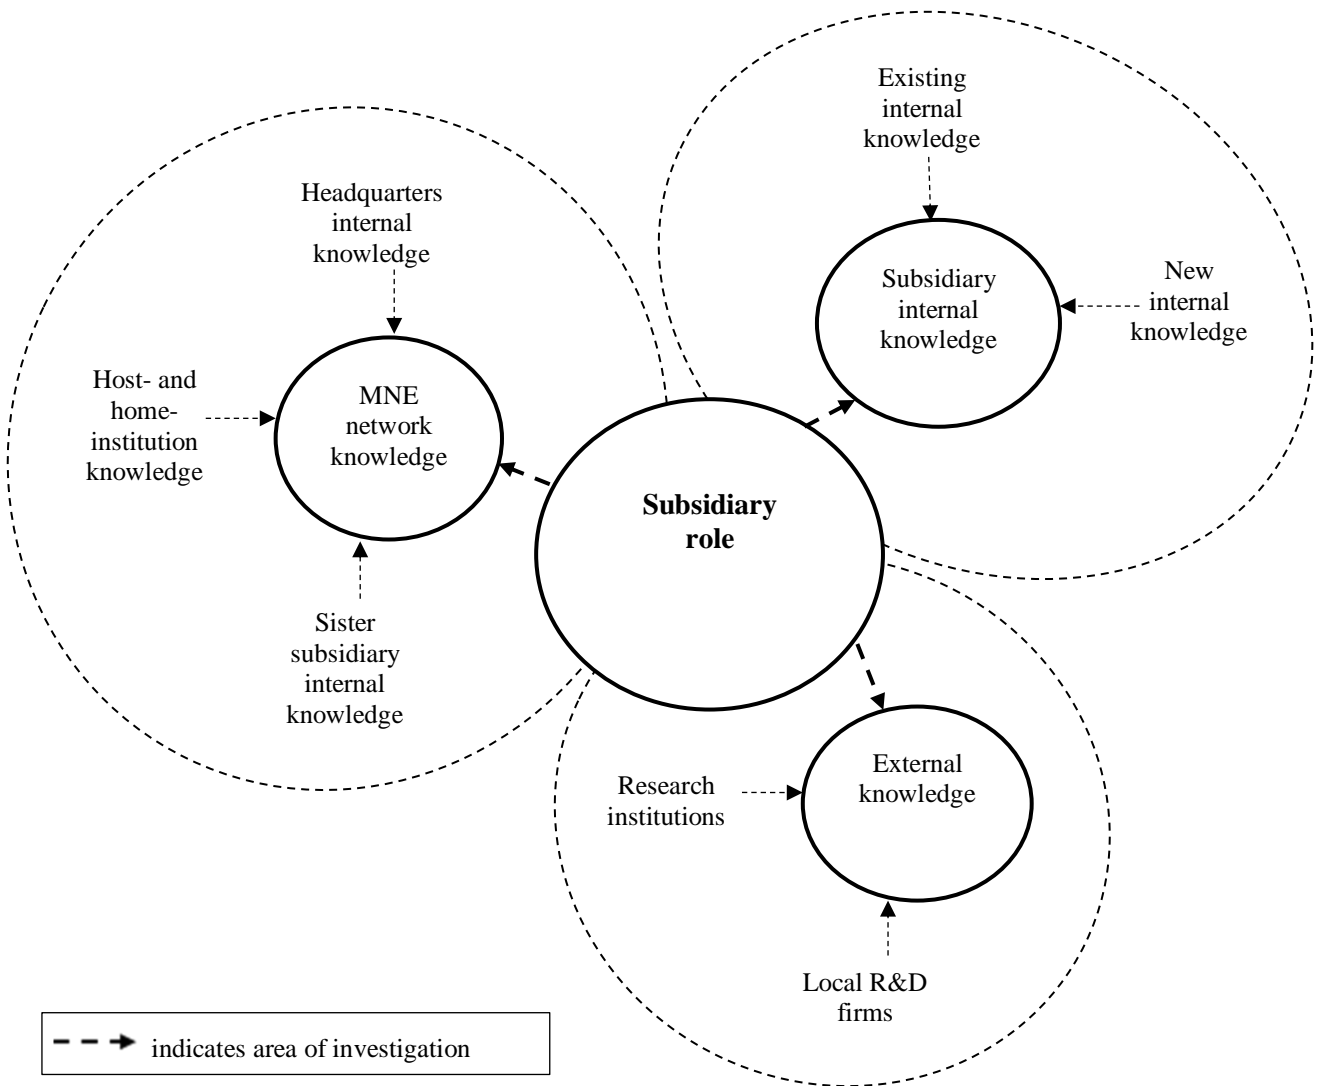 Existing
internal
knowledge
Headquarters
internal
knowledge
Subsidiary
internal
knowledge
New
internal
knowledge
Host- and
home-
institution
knowledge
MNE
network
knowledge
Subsidiary
role
Sister
subsidiary
internal
knowledge
Research
institutions
External
knowledge
Local R&D
firms
indicates area of investigation